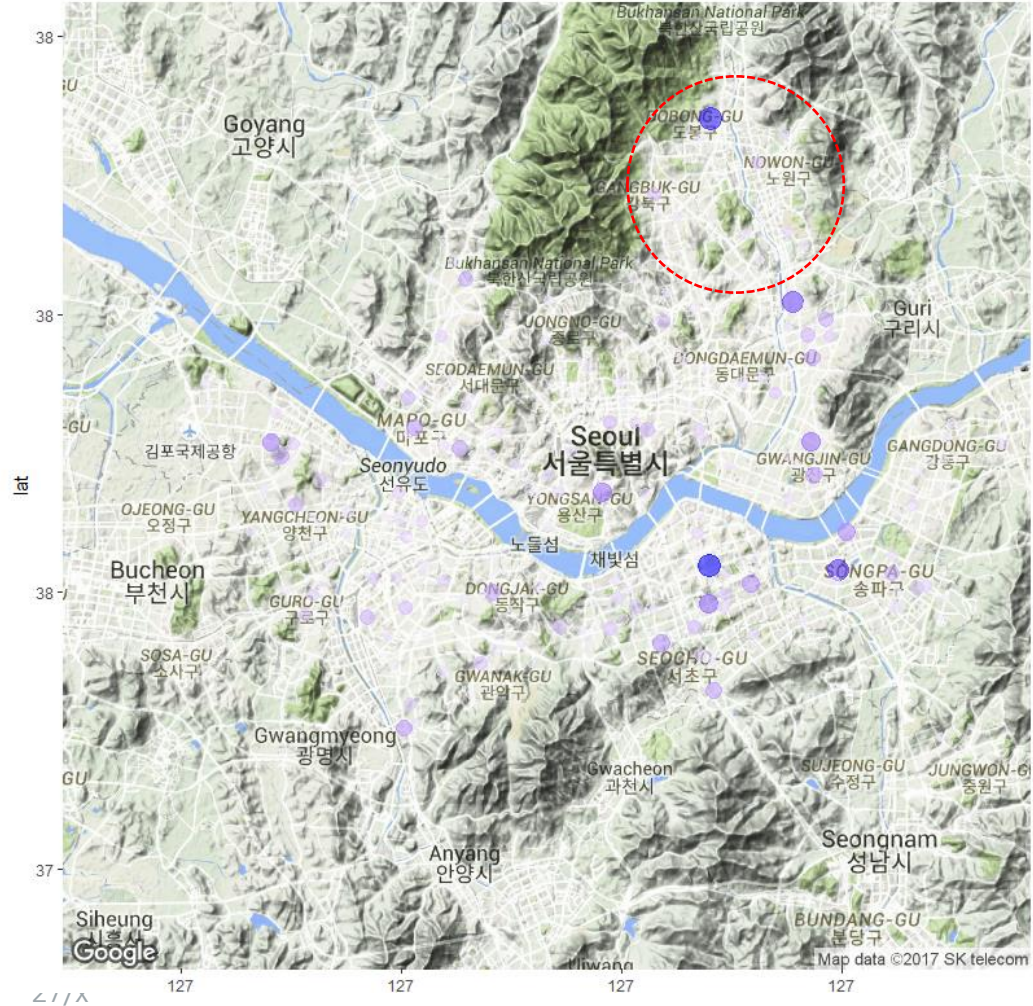 Bukhansan National Park
북한산국립공원
38
Goyang
고양시
DOBONG-GU
도봉구
NOWON-GU
노원구
GANGBUK-GU
강북구
Bukhansan National Park
북한산국립공원
38
Guri
구리시
JONGNO-GU
종로구
DONGDAEMUN-GU
동대문구
SEODAEMUN-GU
서대문구
MAPO-GU
마포구
Seoul
서울특별시
김포국제공항
Seonyudo
선유도
GWANGJIN-GU
광진구
GANGDONG-GU
강동구
-GU
lat
YONGSAN-GU
용산구
OJEONG-GU
오정구
YANGCHEON-GU
양천구
노들섬
채빛섬
38
Bucheon
부천시
SONGPA-GU
송파구
DONGJAK-GU
동작구
GURO-GU
구로구
SOSA-GU
소사구
SEOCHO-GU
서초구
GWANAK-GU
관악구
Gwangmyeong
광명시
Gwacheon
과천시
SUJEONG-GU
수정구
JUNGWON-G
중원구
GU
37
Anyang
안양시
Seongnam
성남시
Siheung
시흥시
BUNDANG-GU
분당구
Uiwang
Google
Map data ©2017 SK telecom
127
127
127
127